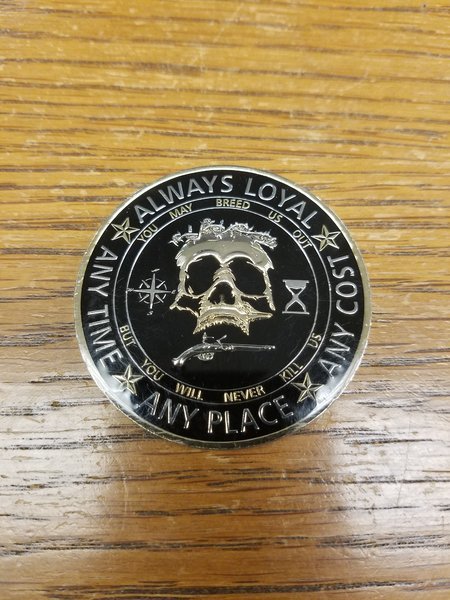 ALWAYS LOYAL
ANY COST
ANY PLACE
ANY TIME
YOU MAY BREED US OUT
BUT YOU WILL NEVER KILL US